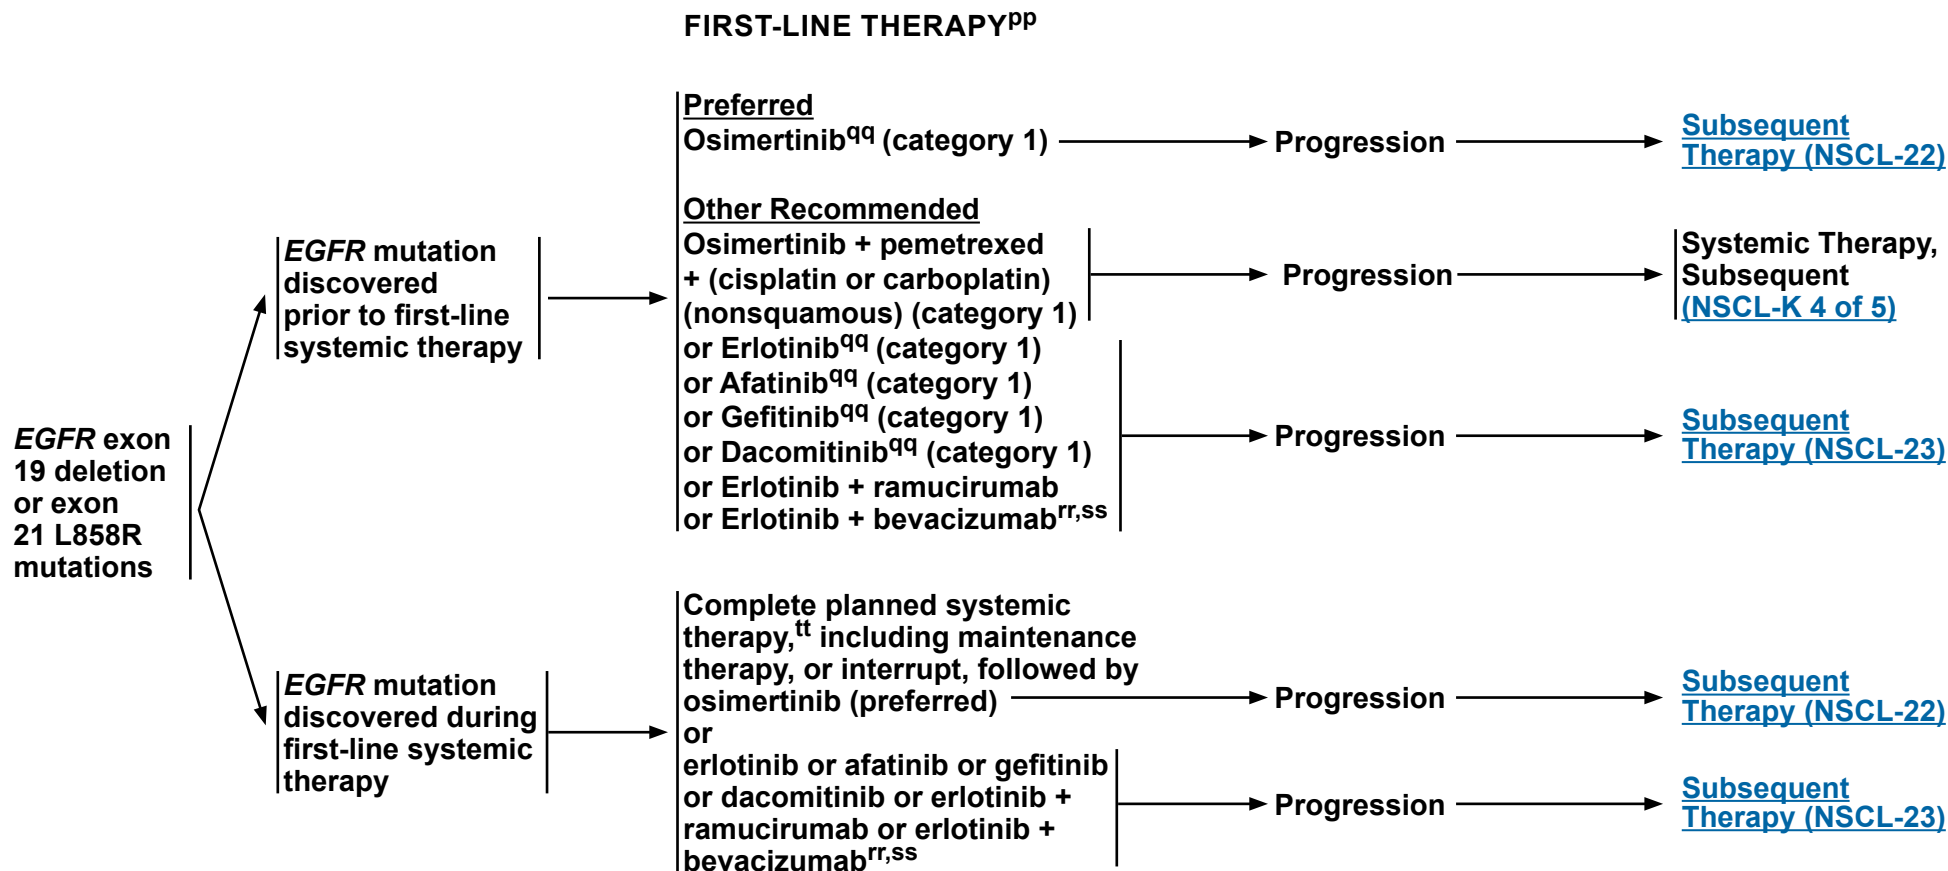 FIRST-LINE THERAPYpp
EGFR exon
19 deletion
or exon
21 L858R
mutations
EGFR mutation
discovered
prior to first-line
systemic therapy
Preferred
Osimertinibqq (category 1)
Progression
Subsequent
Therapy (NSCL-22)
Other Recommended
Osimertinib + pemetrexed
+ (cisplatin or carboplatin)
(nonsquamous) (category 1)
Progression
Systemic Therapy,
Subsequent
(NSCL-K 4 of 5)
or Erlotinibqq (category 1)
or Afatinibqq (category 1)
or Gefitinibqq (category 1)
or Dacomitinibqq (category 1)
or Erlotinib + ramucirumab
or Erlotinib + bevacizumabrr,ss
Progression
Subsequent
Therapy (NSCL-23)
EGFR mutation
discovered during
first-line systemic
therapy
Complete planned systemic
therapy,tt including maintenance
therapy, or interrupt, followed by
osimertinib (preferred)
Progression
Subsequent
Therapy (NSCL-22)
or
erlotinib or afatinib or gefitinib
or dacomitinib or erlotinib +
ramucirumab or erlotinib +
bevacizumabrr,ss
Progression
Subsequent
Therapy (NSCL-23)